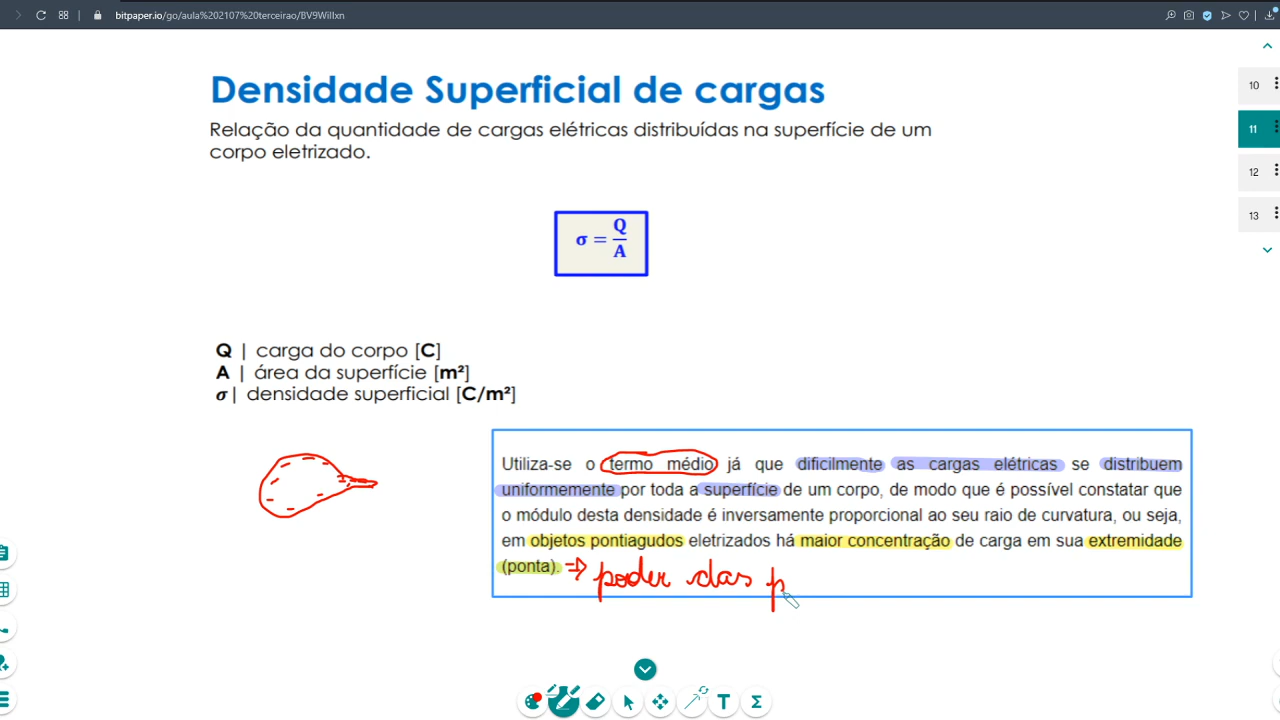 bitpaper.io/go/aula%202107%20terceirao/BV9Willxn
Densidade Superficial de cargas
Relação da quantidade de cargas elétricas distribuídas na superfície de um
corpo eletrizado.
σ = Q
A
Q | carga do corpo [C]
A | área da superfície [m²]
σ| densidade superficial [C/m²]
Utiliza-se o termo médio já que dificilmente as cargas elétricas se distribuem
uniformemente por toda a superfície de um corpo, de modo que é possível constatar que
o módulo desta densidade é inversamente proporcional ao seu raio de curvatura, ou seja,
em objetos pontiagudos eletrizados há maior concentração de carga em sua extremidade
(ponta). ⇒ poder das p
10
11
12
13
T
Σ